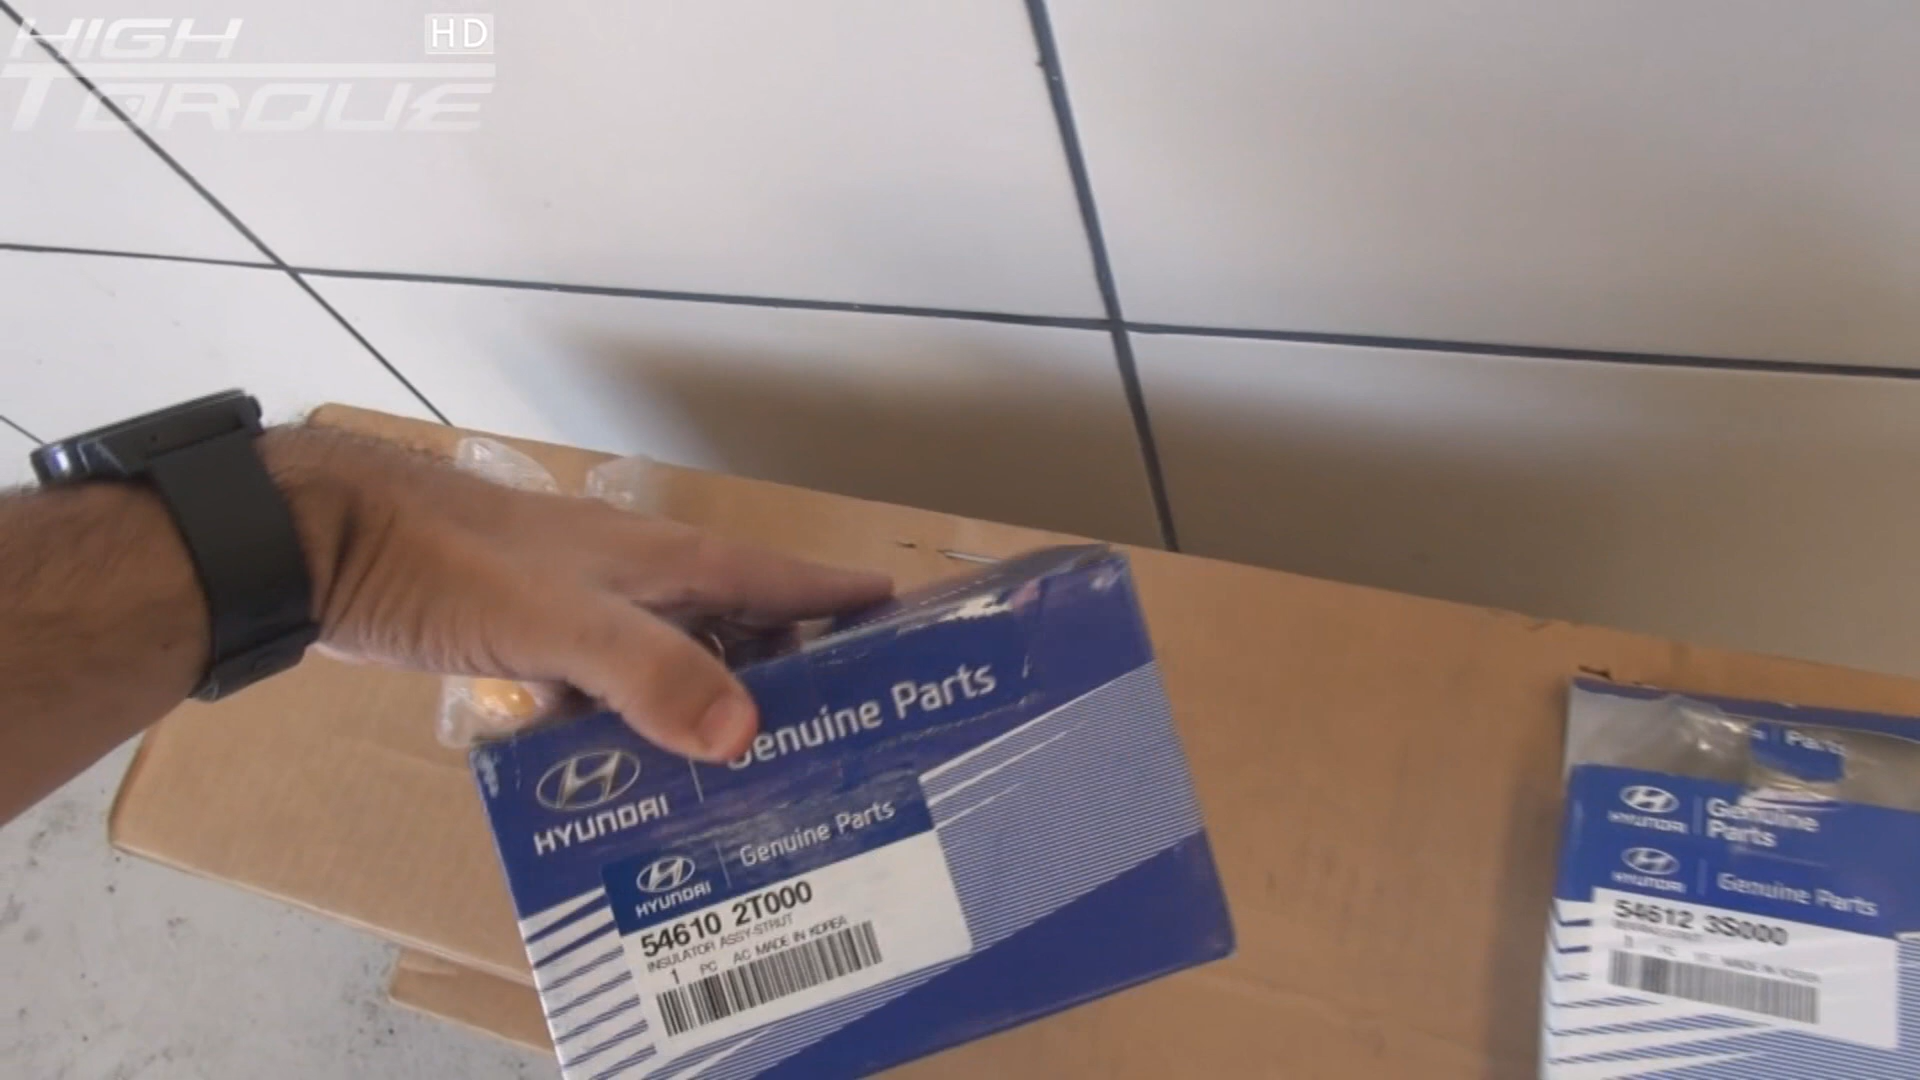 HIGH HD
TORQUE
Genuine Parts
HYUNDAI
Genuine Parts
HYUNDAI
54610 2T000
INSULATOR ASSY-STRUT
1 PC AC MADE IN KOREA
Parts
HYUNDAI
Genuine
Parts
HYUNDAI
Genuine Parts
54612 3S000